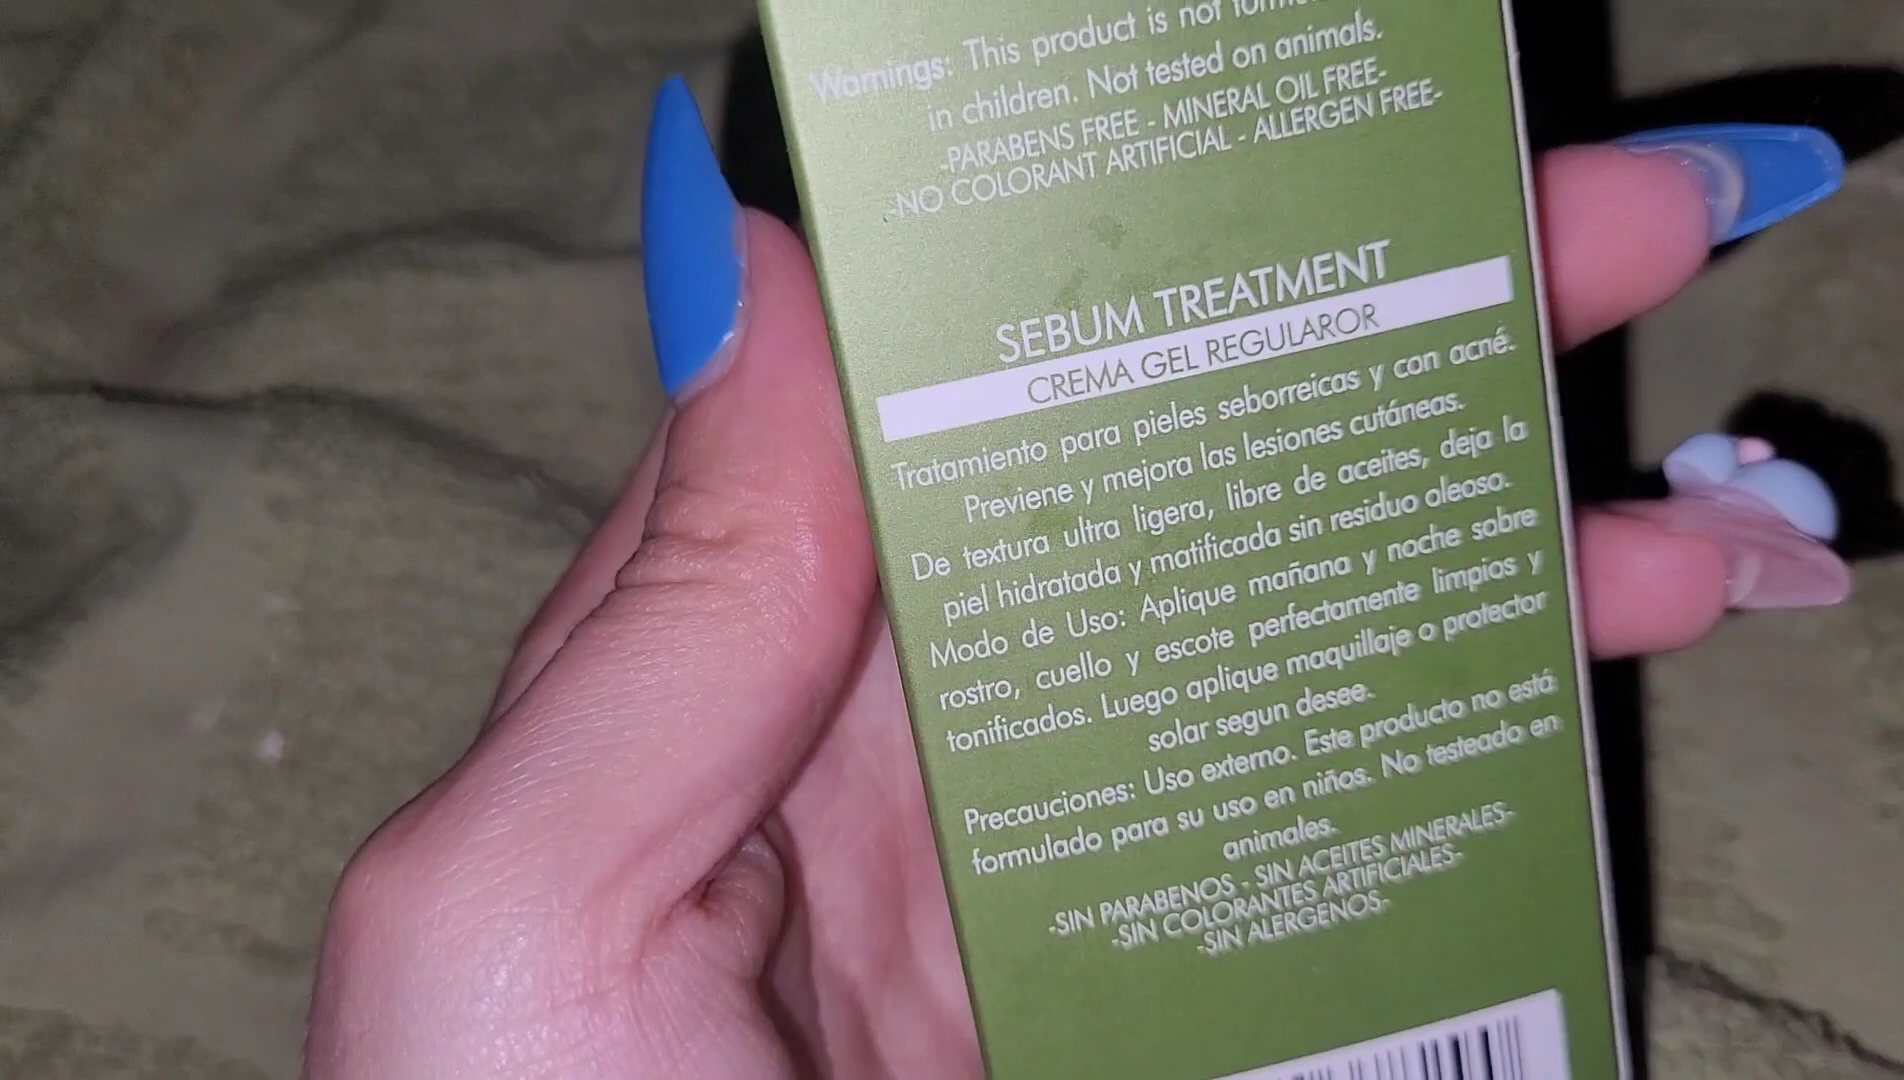 Warnings: This product is not
in children. Not tested on animals.
-PARABENS FREE - MINERAL OIL FREE-
-NO COLORANT ARTIFICIAL - ALLERGEN FREE-
SEBUM TREATMENT
CREMA GEL REGULAROR
Tratamiento para pieles seborreicas y con acné.
Previene y mejora las lesiones cutáneas.
De textura ultra ligera, libre de aceites, deja la
piel hidratada y matificada sin residuo oleoso.
Modo de Uso: Aplique mañana y noche sobre
rostro, cuello y escote perfectamente limpios y
tonificados. Luego aplique maquillaje o protector
solar segun desee.
Precauciones: Uso externo. Este producto no está
formulado para su uso en niños. No testeado en
animales.
-SIN PARABENOS - SIN ACEITES MINERALES-
-SIN COLORANTES ARTIFICIALES-
-SIN ALERGENOS-